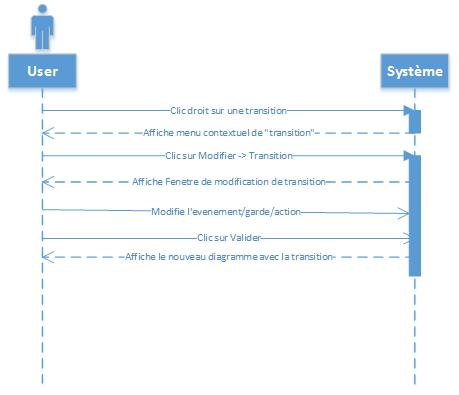 User
Système
Clic droit sur une transition
Affiche menu contextuel de "transition"
Clic sur Modifier -> Transition
Affiche Fenetre de modification de transition
Modifie l'evenement/garde/action
Clic sur Valider
Affiche le nouveau diagramme avec la transition